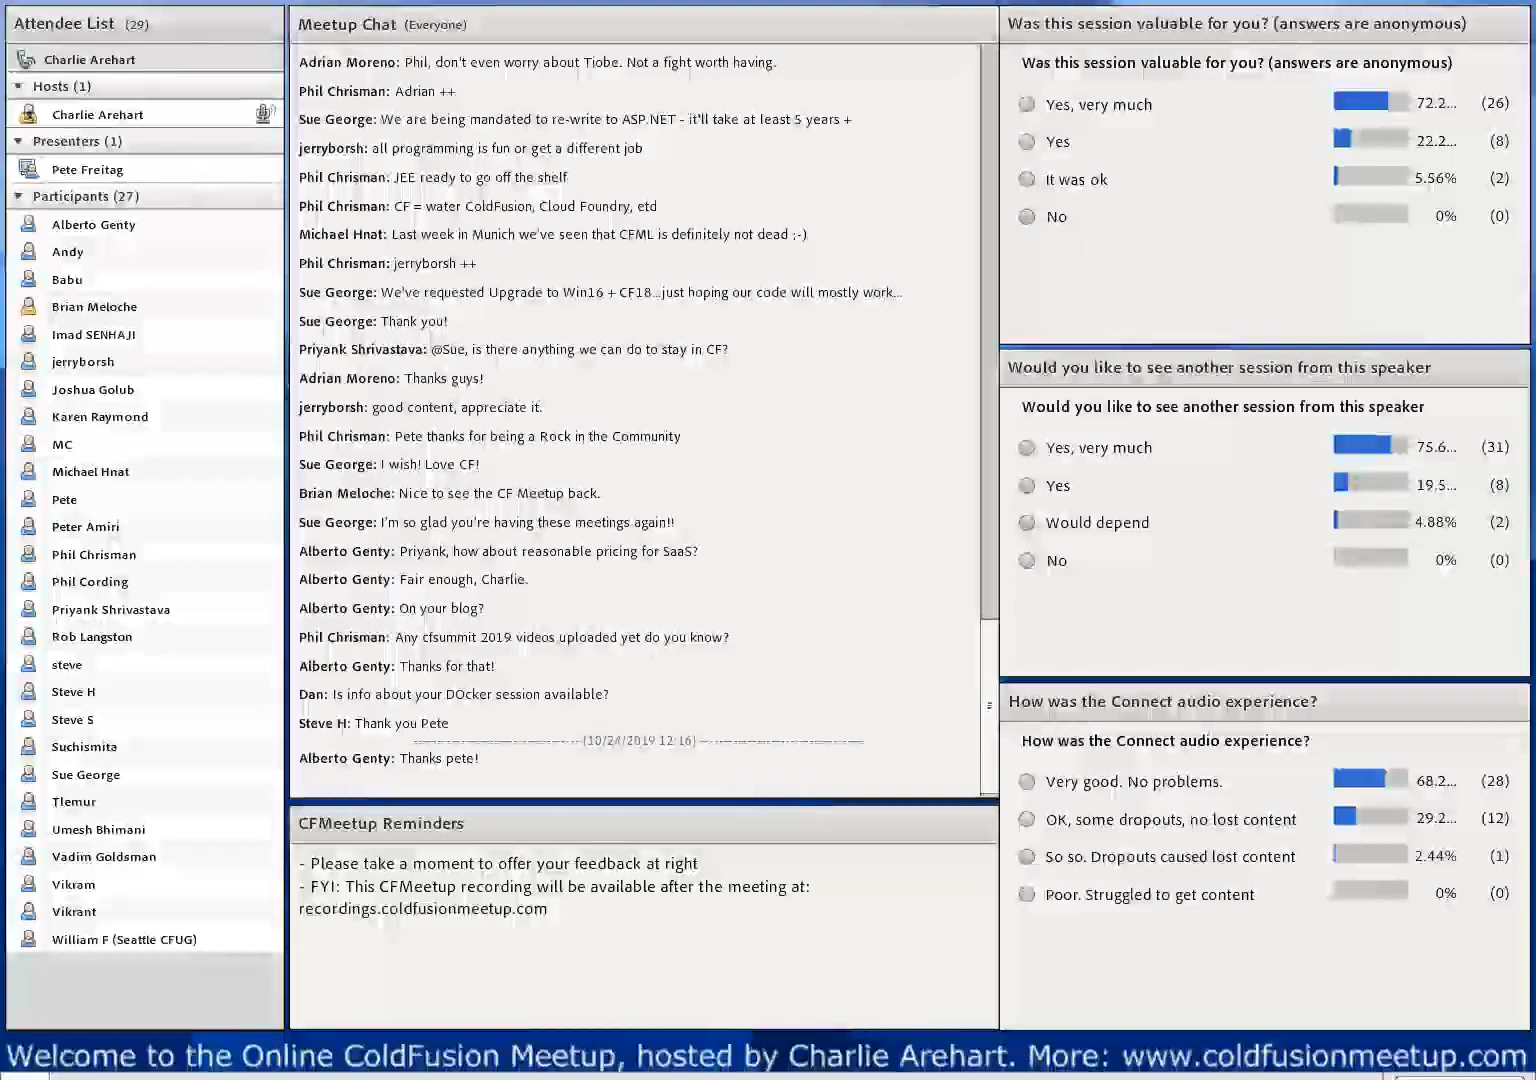 Attendee List (29)
Charlie Arehart
Hosts (1)
Charlie Arehart
Presenters (1)
Pete Freitag
Participants (27)
Alberto Genty
Andy
Babu
Brian Meloche
Imad SENHAJI
jerryborsh
Joshua Golub
Karen Raymond
MC
Michael Hnat
Pete
Peter Amiri
Phil Chrisman
Phil Cording
Priyank Shrivastava
Rob Langston
steve
Steve H
Steve S
Suchismita
Sue George
Tlemur
Umesh Bhimani
Vadim Goldsman
Vikram
Vikrant
William F (Seattle CFUG)
Meetup Chat (Everyone)
Adrian Moreno: Phil, don't even worry about Tiobe. Not a fight worth having.
Phil Chrisman: Adrian ++
Sue George: We are being mandated to re-write to ASP.NET - it'll take at least 5 years +
jerryborsh: all programming is fun or get a different job
Phil Chrisman: JEE ready to go off the shelf
Phil Chrisman: CF = water ColdFusion, Cloud Foundry, etd
Michael Hnat: Last week in Munich we've seen that CFML is definitely not dead ;-)
Phil Chrisman: jerryborsh ++
Sue George: We've requested Upgrade to Win16 + CF18...just hoping our code will mostly work...
Sue George: Thank you!
Priyank Shrivastava: @Sue, is there anything we can do to stay in CF?
Adrian Moreno: Thanks guys!
jerryborsh: good content, appreciate it.
Phil Chrisman: Pete thanks for being a Rock in the Community
Sue George: I wish! Love CF!
Brian Meloche: Nice to see the CF Meetup back.
Sue George: I'm so glad you're having these meetings again!!
Alberto Genty: Priyank, how about reasonable pricing for SaaS?
Alberto Genty: Fair enough, Charlie.
Alberto Genty: On your blog?
Phil Chrisman: Any cfsummit 2019 videos uploaded yet do you know?
Alberto Genty: Thanks for that!
Dan: Is info about your DOcker session available?
Steve H: Thank you Pete
(10/24/2019 12:16)
Alberto Genty: Thanks pete!
CFMeetup Reminders
- Please take a moment to offer your feedback at right
- FYI: This CFMeetup recording will be available after the meeting at:
recordings.coldfusionmeetup.com
Was this session valuable for you? (answers are anonymous)
Was this session valuable for you? (answers are anonymous)
Yes, very much 72.2... (26)
Yes 22.2... (8)
It was ok 5.56% (2)
No 0% (0)
Would you like to see another session from this speaker
Would you like to see another session from this speaker
Yes, very much 75.6... (31)
Yes 19.5... (8)
Would depend 4.88% (2)
No 0% (0)
How was the Connect audio experience?
How was the Connect audio experience?
Very good. No problems. 68.2... (28)
OK, some dropouts, no lost content 29.2... (12)
So so. Dropouts caused lost content 2.44% (1)
Poor. Struggled to get content 0% (0)
Welcome to the Online ColdFusion Meetup, hosted by Charlie Arehart. More: www.coldfusionmeetup.com